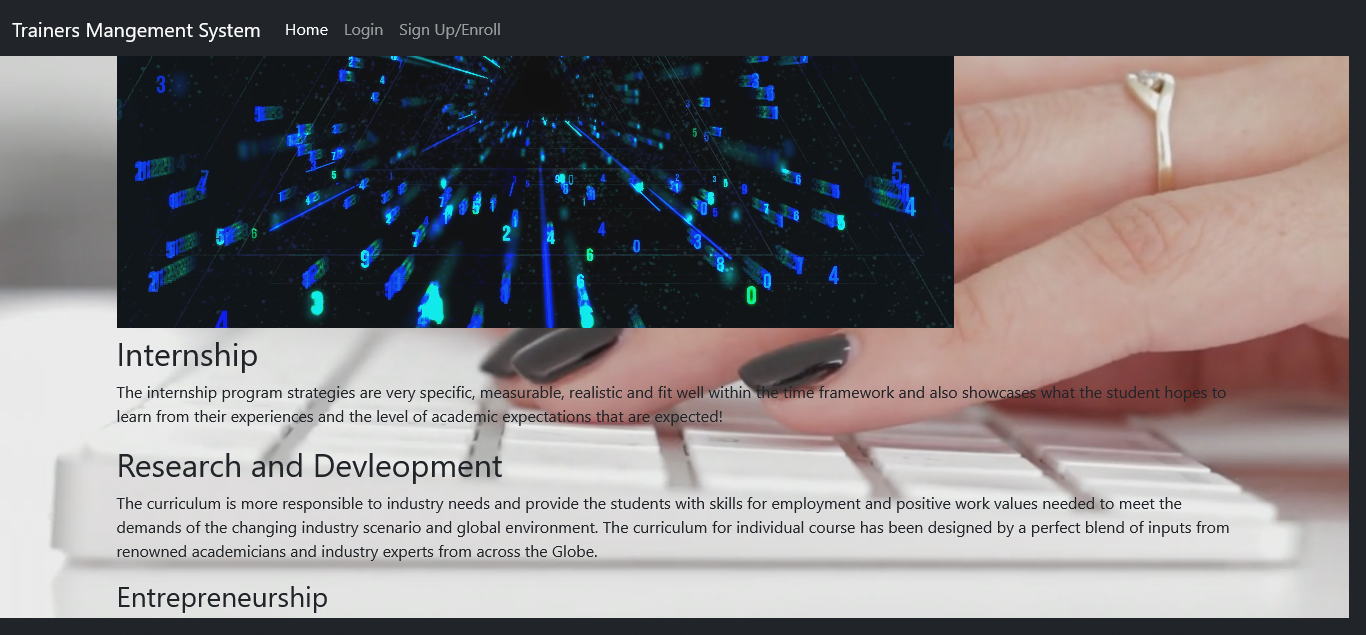 Trainers Mangement System Home Login Sign Up/Enroll
Internship
The internship program strategies are very specific, measurable, realistic and fit well within the time framework and also showcases what the student hopes to
learn from their experiences and the level of academic expectations that are expected!
Research and Devleopment
The curriculum is more responsible to industry needs and provide the students with skills for employment and positive work values needed to meet the
demands of the changing industry scenario and global environment. The curriculum for individual course has been designed by a perfect blend of inputs from
renowned academicians and industry experts from across the Globe.
Entrepreneurship